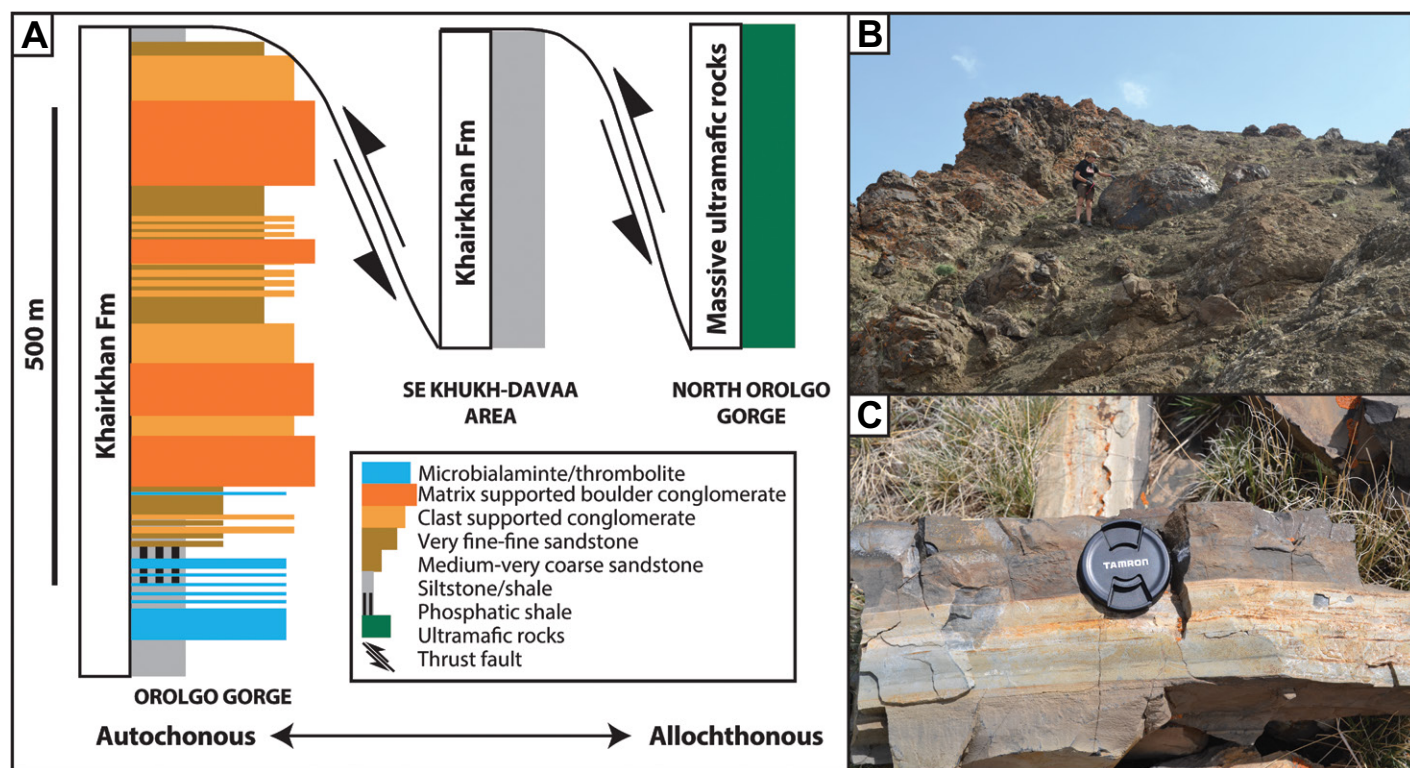 A
500 m
Khairkhan Fm
OROLGO GORGE
Khairkhan Fm
SE KHUKH-DAVAA
AREA
Massive ultramafic rocks
NORTH OROLGO
GORGE
Microbialaminte/thrombolite
Matrix supported boulder conglomerate
Clast supported conglomerate
Very fine-fine sandstone
Medium-very coarse sandstone
Siltstone/shale
Phosphatic shale
Ultramafic rocks
Thrust fault
Autochonous
Allochthonous
B
C
TAMRON